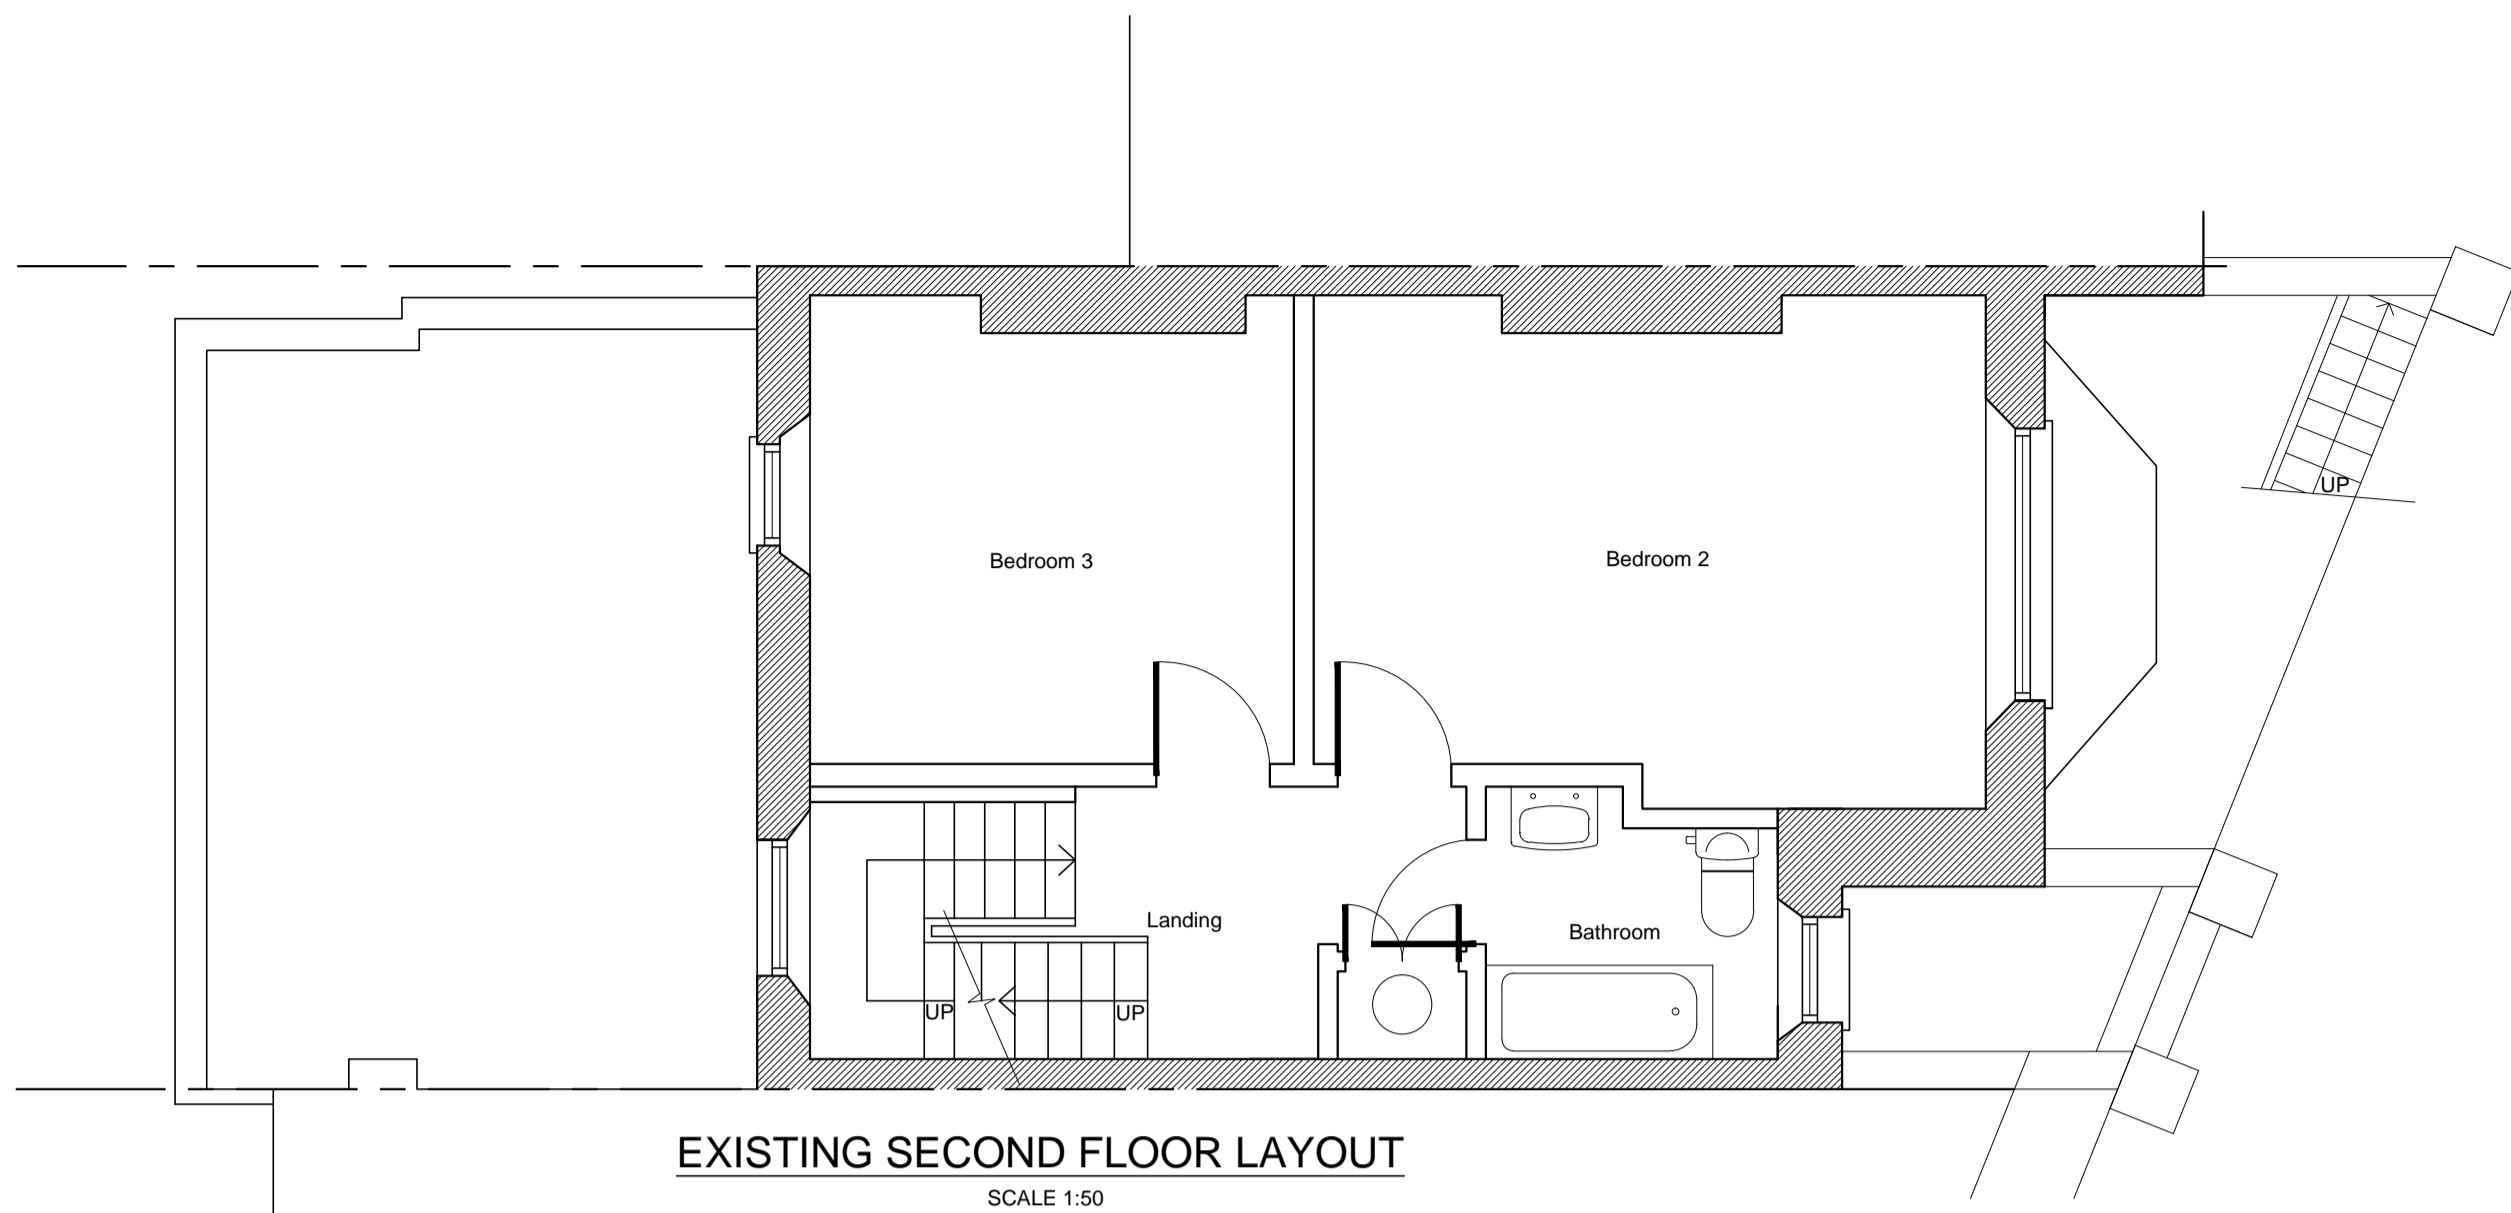 UP
Bedroom 3
Bedroom 2
Landing
Bathroom
UP
UP
EXISTING SECOND FLOOR LAYOUT
SCALE 1:50